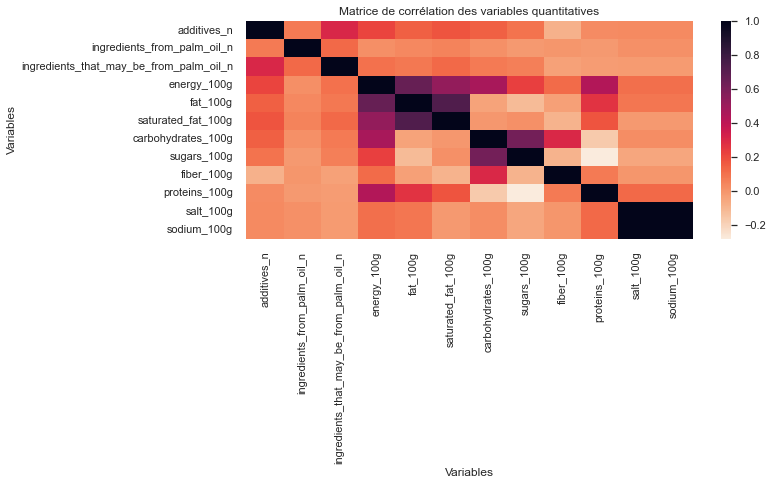 Matrice de corrélation des variables quantitatives
additives_n
ingredients_from_palm_oil_n
ingredients_that_may_be_from_palm_oil_n
energy_100g
fat_100g
saturated_fat_100g
carbohydrates_100g
sugars_100g
fiber_100g
proteins_100g
salt_100g
sodium_100g
Variables
additives_n
ingredients_from_palm_oil_n
ingredients_that_may_be_from_palm_oil_n
energy_100g
fat_100g
saturated_fat_100g
carbohydrates_100g
sugars_100g
fiber_100g
proteins_100g
salt_100g
sodium_100g
Variables
1.0
0.8
0.6
0.4
0.2
0.0
−0.2